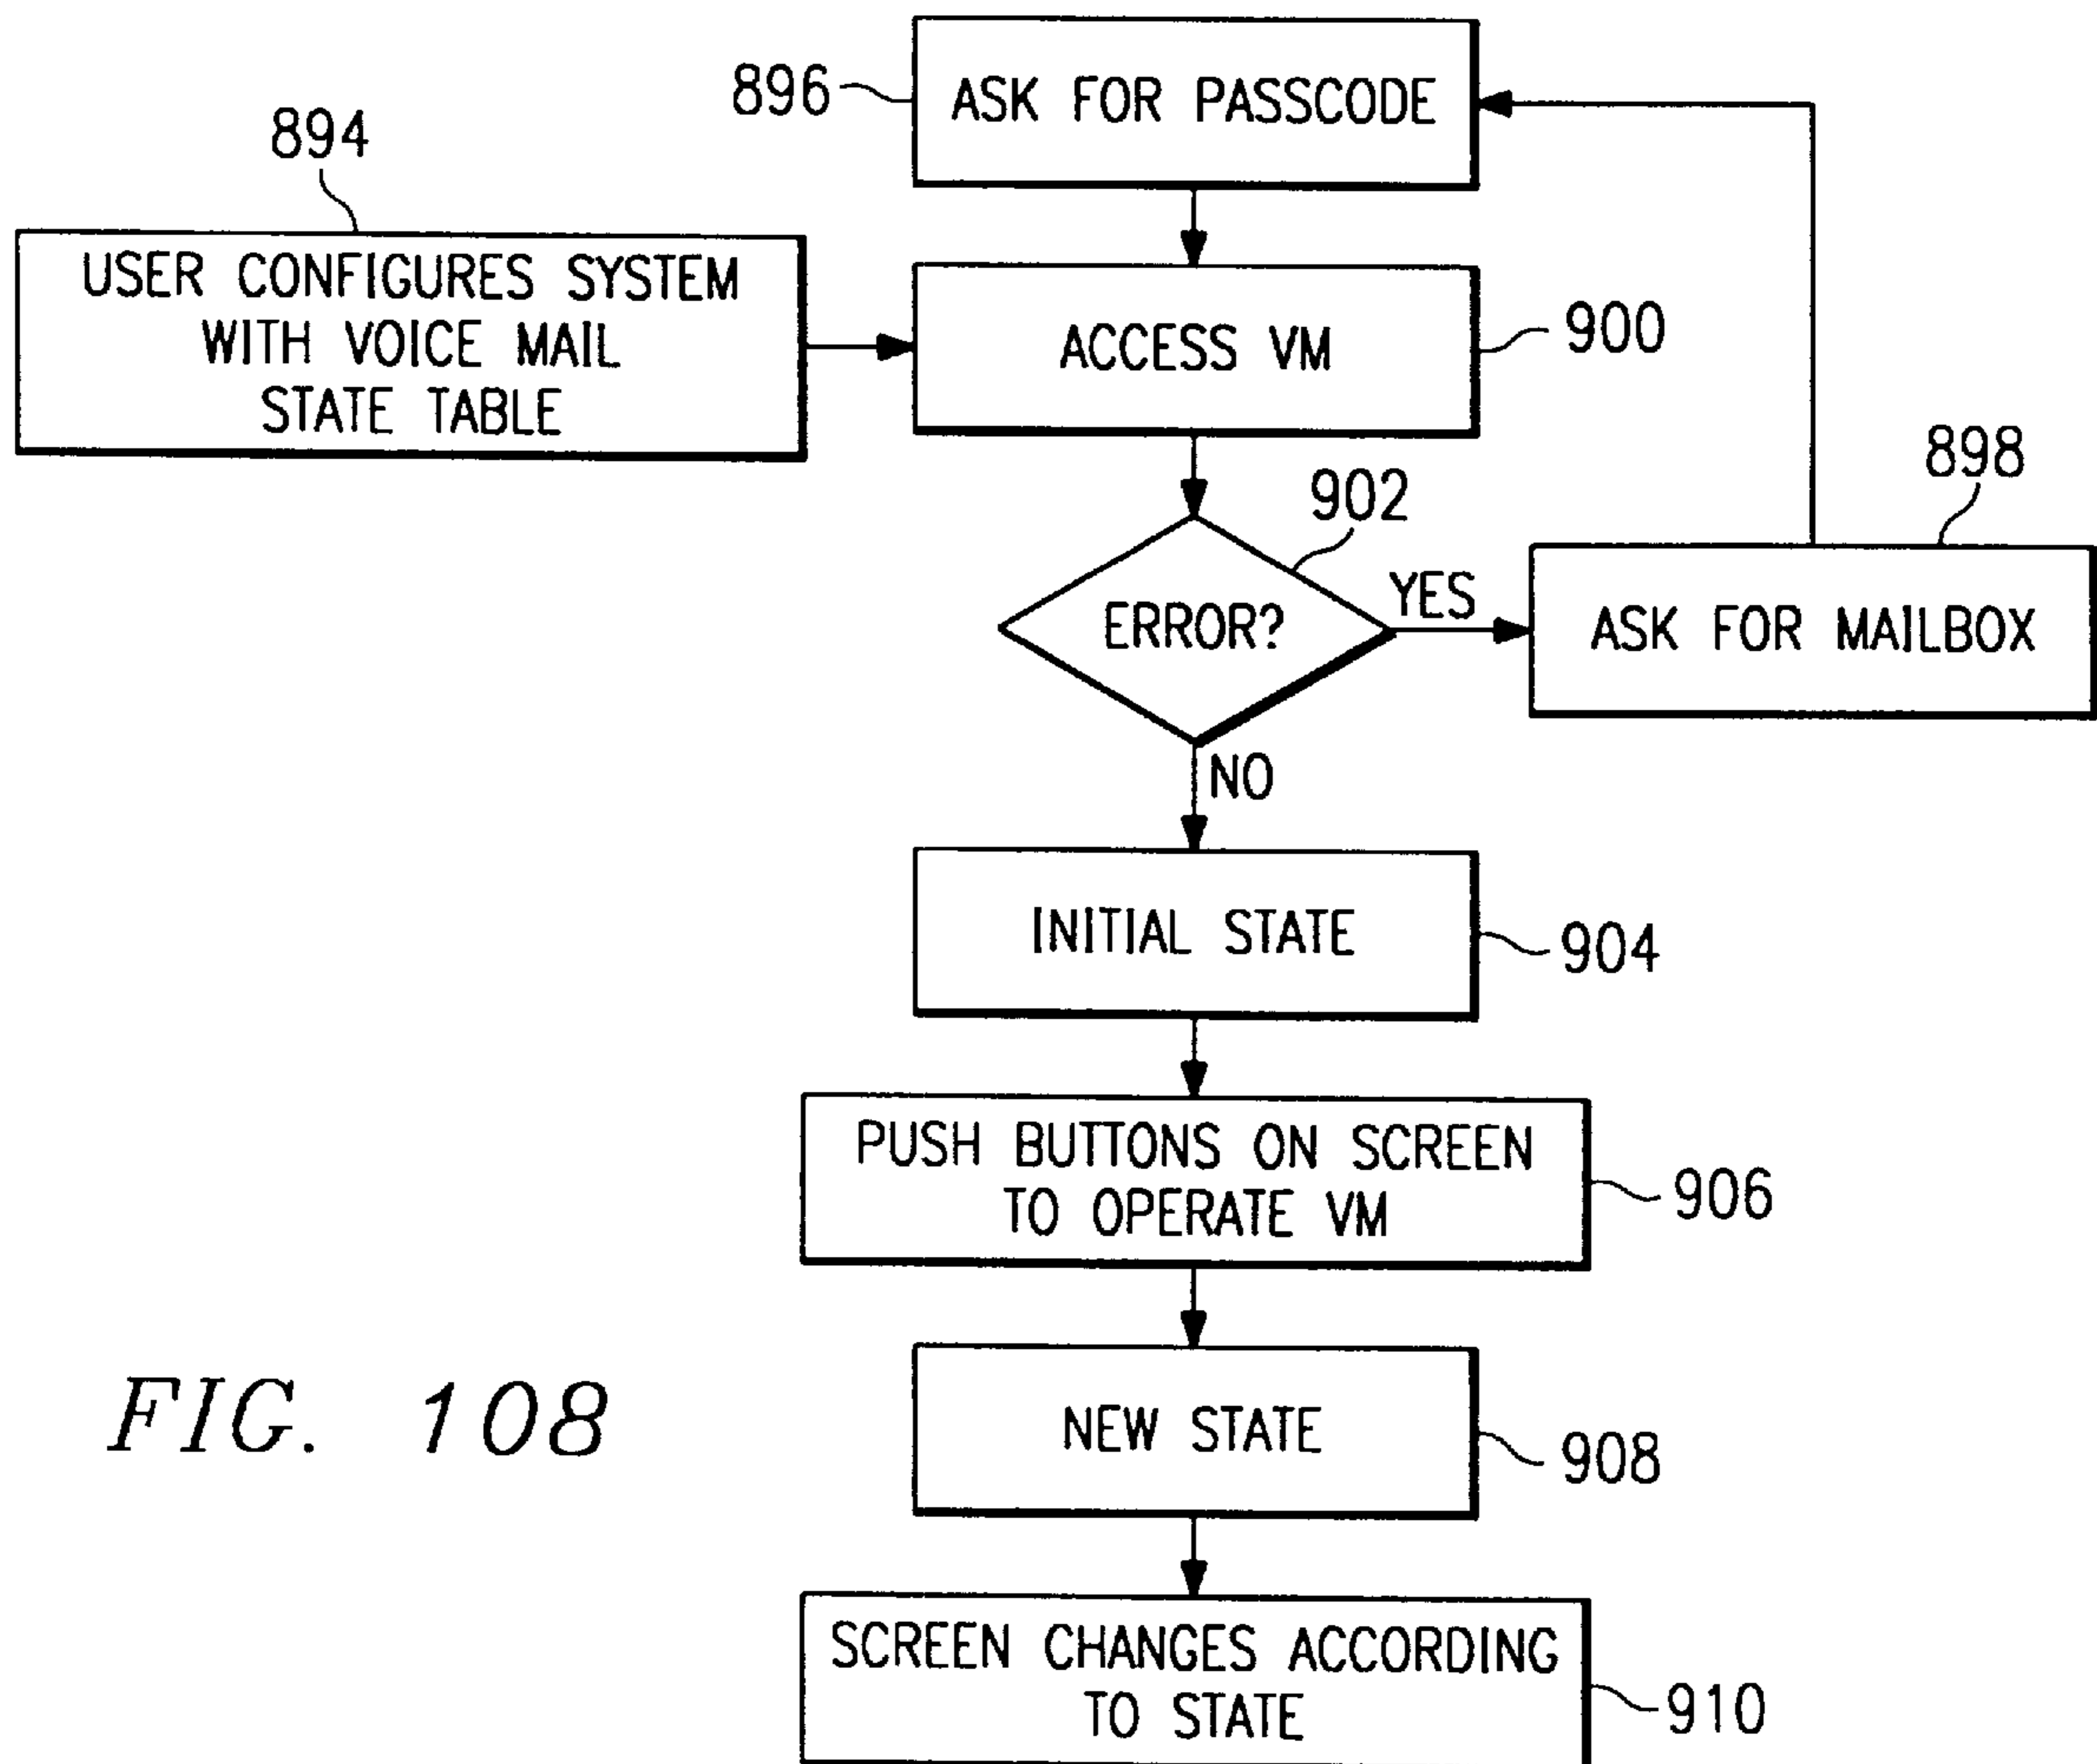 896
ASK FOR PASSCODE
894
USER CONFIGURES SYSTEM
WITH VOICE MAIL
STATE TABLE
ACCESS VM
900
902
898
ERROR?
YES
ASK FOR MAILBOX
NO
INITIAL STATE
904
PUSH BUTTONS ON SCREEN
TO OPERATE VM
906
NEW STATE
908
FIG. 108
SCREEN CHANGES ACCORDING
TO STATE
910